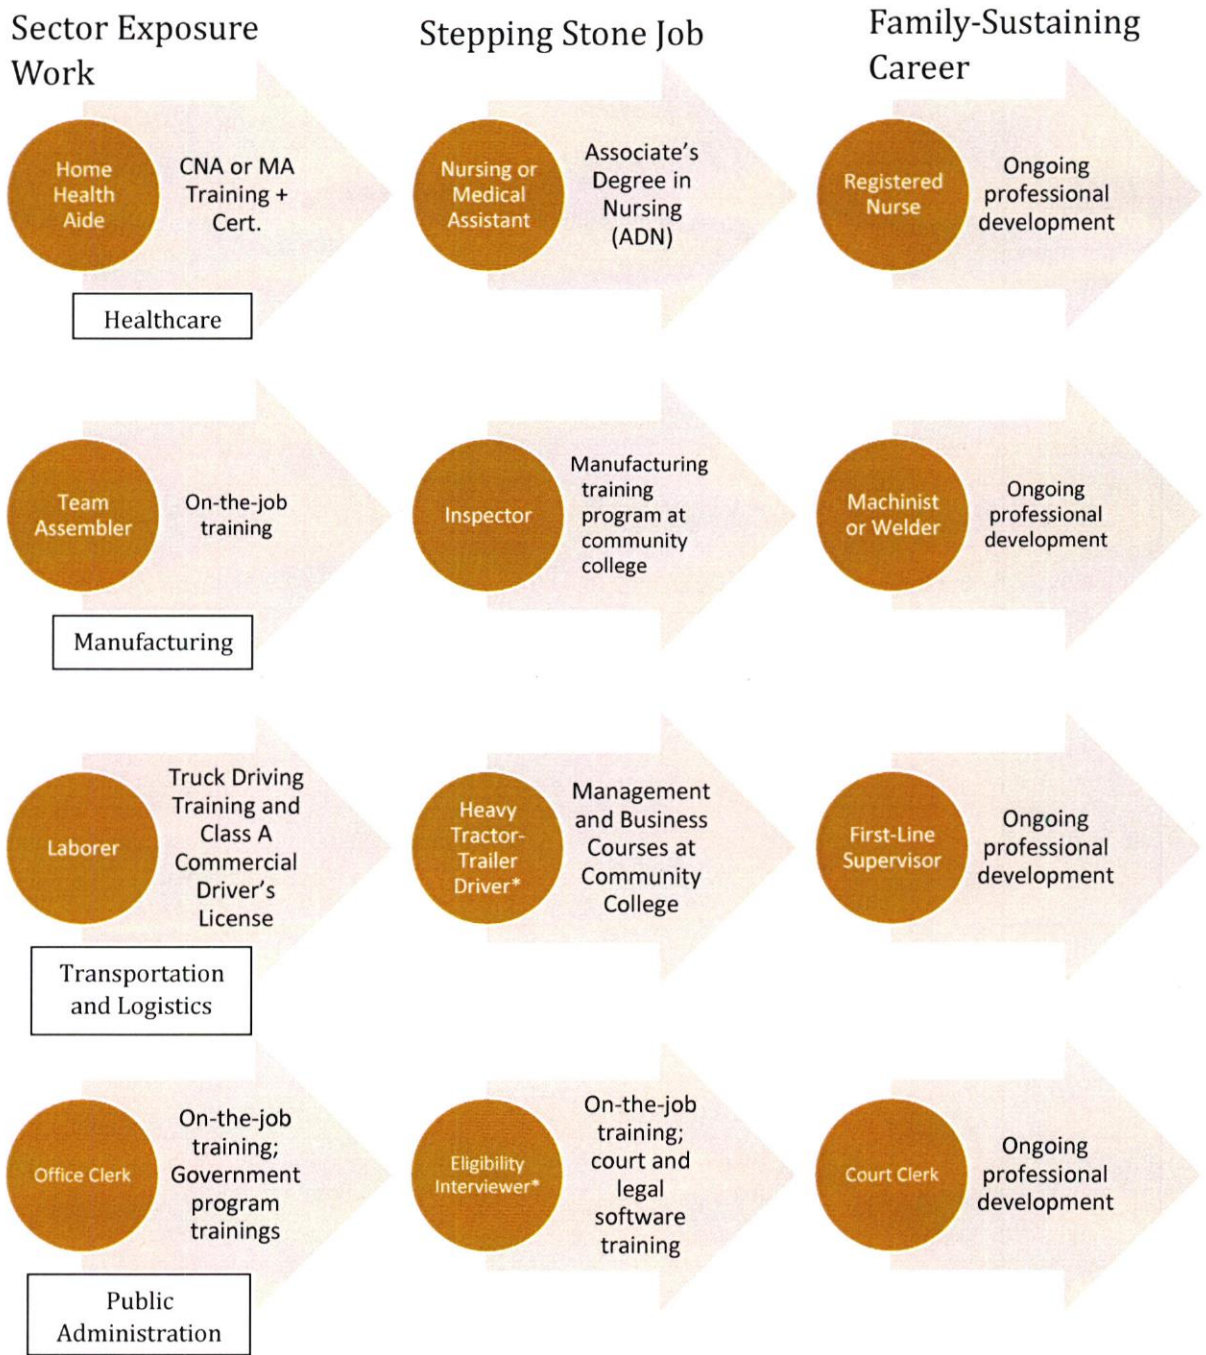 Sector Exposure
Work
Stepping Stone Job
Family-Sustaining
Career
Home
Health
Aide
CNA or MA
Training +
Cert.
Nursing or
Medical
Assistant
Associate's
Degree in
Nursing
(ADN)
Registered
Nurse
Ongoing
professional
development
Healthcare
Team
Assembler
On-the-job
training
Inspector
Manufacturing
training
program at
community
college
Machinist
or Welder
Ongoing
professional
development
Manufacturing
Laborer
Truck Driving
Training and
Class A
Commercial
Driver's
License
Heavy
Tractor-
Trailer
Driver*
Management
and Business
Courses at
Community
College
First-Line
Supervisor
Ongoing
professional
development
Transportation
and Logistics
Office Clerk
On-the-job
training;
Government
program
trainings
Eligibility
Interviewer*
On-the-job
training;
court and
legal
software
training
Court Clerk
Ongoing
professional
development
Public
Administration